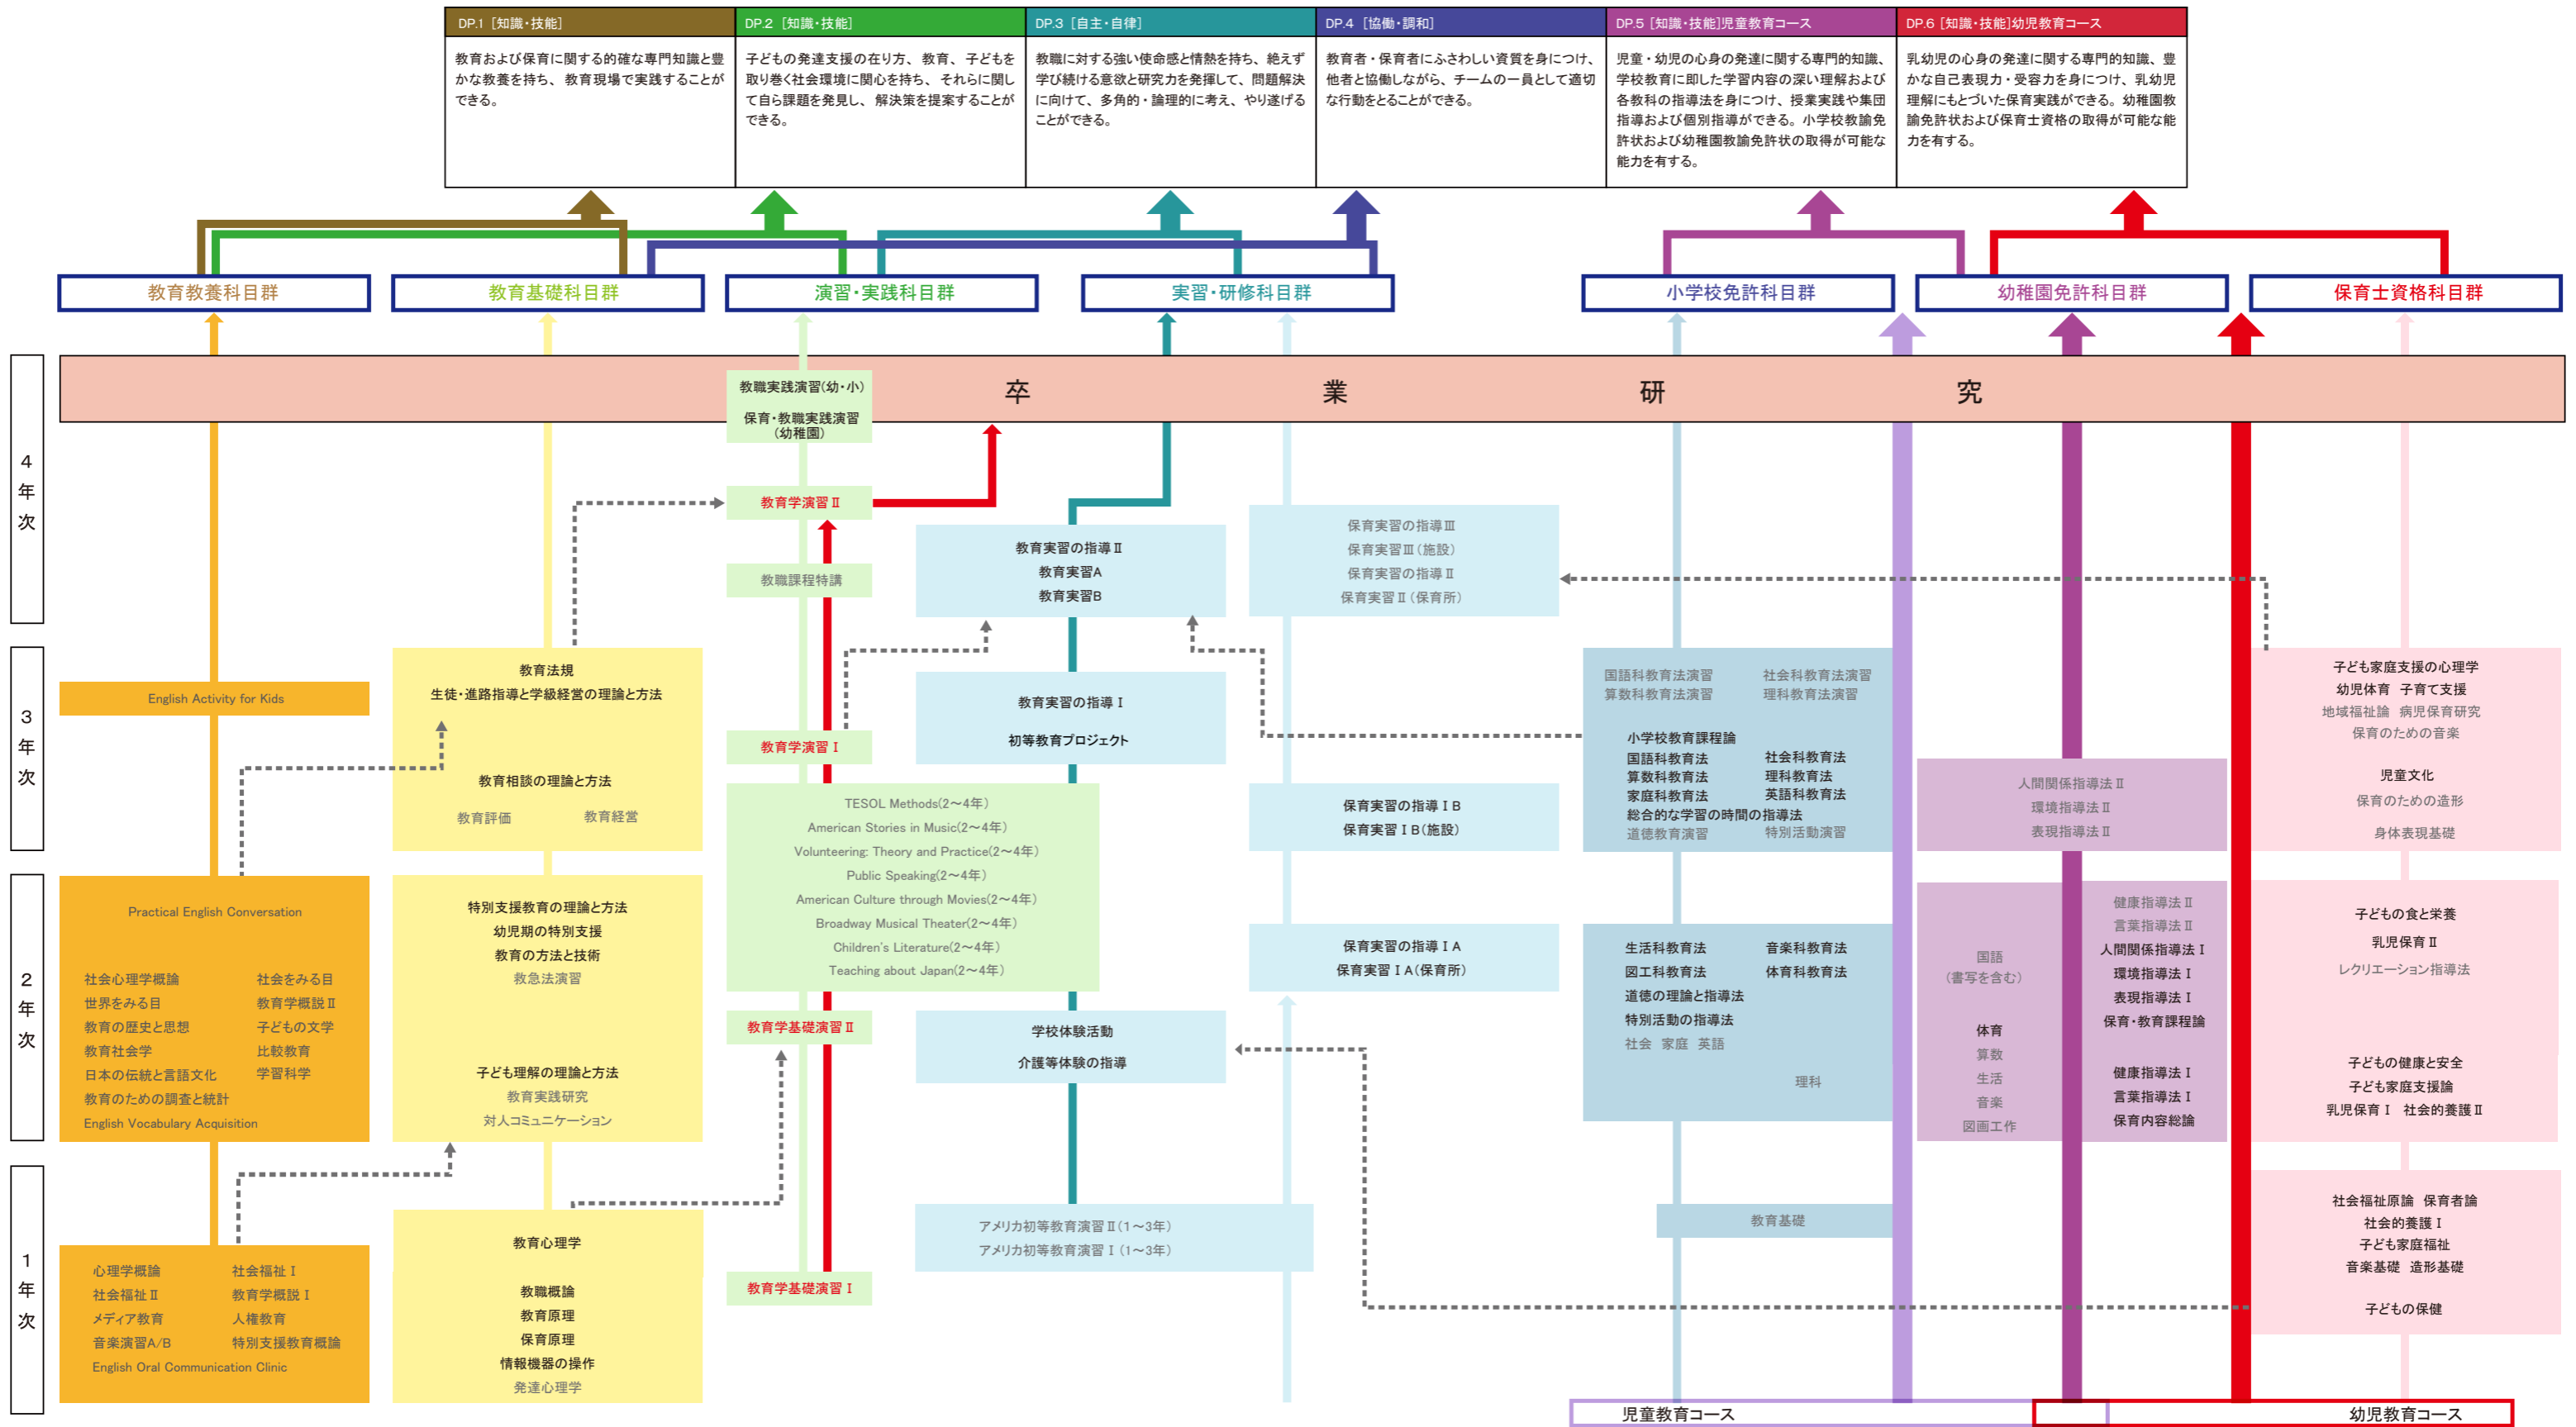 DP.1 [知識・技能]
教育および保育に関する的確な専門知識と豊
かな教養を持ち、教育現場で実践することが
できる。
DP.2 [知識・技能]
子どもの発達支援の在り方、教育、子どもを
取り巻く社会環境に関心を持ち、それらに関し
て自ら課題を発見し、解決策を提案することが
できる。
DP.3 [自主・自律]
教職に対する強い使命感と情熱を持ち、絶えず
学び続ける意欲と研究力を発揮して、問題解決
に向けて、多角的・論理的に考え、やり遂げる
ことができる。
DP.4 [協働・調和]
教育者・保育者にふさわしい資質を身につけ、
他者と協働しながら、チームの一員として適切
な行動をとることができる。
DP.5 [知識・技能]児童教育コース
児童・幼児の心身の発達に関する専門的知識、
学校教育に即した学習内容の深い理解および
各教科の指導法を身につけ、授業実践や集団
指導および個別指導ができる。小学校教諭免
許状および幼稚園教諭免許状の取得が可能な
能力を有する。
DP.6 [知識・技能]幼児教育コース
乳幼児の心身の発達に関する専門的知識、豊
かな自己表現力・受容力を身につけ、乳幼児
理解にもとづいた保育実践ができる。幼稚園教
諭免許状および保育士資格の取得が可能な能
力を有する。
教育教養科目群
教育基礎科目群
演習・実践科目群
実習・研修科目群
小学校免許科目群
幼稚園免許科目群
保育士資格科目群
卒業研究
4年次
3年次
2年次
1年次
English Activity for Kids
Practical English Conversation
社会心理学概論 社会をみる目
世界をみる目 教育学概説Ⅱ
教育の歴史と思想 子どもの文学
教育社会学 比較教育
日本の伝統と言語文化 学習科学
教育のための調査と統計
English Vocabulary Acquisition
心理学概論 社会福祉Ⅰ
社会福祉Ⅱ 教育学概説Ⅰ
メディア教育 人権教育
音楽演習A/B 特別支援教育概論
English Oral Communication Clinic
教育法規
生徒・進路指導と学級経営の理論と方法
教育相談の理論と方法
教育評価 教育経営
特別支援教育の理論と方法
幼児期の特別支援
教育の方法と技術
救急法演習
子ども理解の理論と方法
教育実践研究
対人コミュニケーション
教育心理学
教職概論
教育原理
保育原理
情報機器の操作
発達心理学
教職実践演習(幼・小)
保育・教職実践演習
(幼稚園)
教育学演習Ⅱ
教職課程特講
教育学演習Ⅰ
TESOL Methods(2～4年)
American Stories in Music(2～4年)
Volunteering: Theory and Practice(2～4年)
Public Speaking(2～4年)
American Culture through Movies(2～4年)
Broadway Musical Theater(2～4年)
Children's Literature(2～4年)
Teaching about Japan(2～4年)
教育学基礎演習Ⅱ
教育学基礎演習Ⅰ
教育実習の指導Ⅱ
教育実習A
教育実習B
教育実習の指導Ⅰ
初等教育プロジェクト
学校体験活動
介護等体験の指導
アメリカ初等教育演習Ⅱ(1～3年)
アメリカ初等教育演習Ⅰ(1～3年)
保育実習の指導Ⅲ
保育実習Ⅲ(施設)
保育実習の指導Ⅱ
保育実習Ⅱ(保育所)
保育実習の指導ⅠB
保育実習ⅠB(施設)
保育実習の指導ⅠA
保育実習ⅠA(保育所)
国語科教育法演習 社会科教育法演習
算数科教育法演習 理科教育法演習
小学校教育課程論
国語科教育法 社会科教育法
算数科教育法 理科教育法
家庭科教育法 英語科教育法
総合的な学習の時間の指導法
道徳教育演習 特別活動演習
生活科教育法 音楽科教育法
図工科教育法 体育科教育法
道徳の理論と指導法
特別活動の指導法
社会 家庭 英語
理科
教育基礎
人間関係指導法Ⅱ
環境指導法Ⅱ
表現指導法Ⅱ
国語
(書写を含む)
体育
算数
生活
音楽
図画工作
健康指導法Ⅱ
言葉指導法Ⅱ
人間関係指導法Ⅰ
環境指導法Ⅰ
表現指導法Ⅰ
保育・教育課程論
健康指導法Ⅰ
言葉指導法Ⅰ
保育内容総論
子ども家庭支援の心理学
幼児体育 子育て支援
地域福祉論 病児保育研究
保育のための音楽
児童文化
保育のための造形
身体表現基礎
子どもの食と栄養
乳児保育Ⅱ
レクリエーション指導法
子どもの健康と安全
子ども家庭支援論
乳児保育Ⅰ 社会的養護Ⅱ
社会福祉原論 保育者論
社会的養護Ⅰ
子ども家庭福祉
音楽基礎 造形基礎
子どもの保健
児童教育コース
幼児教育コース